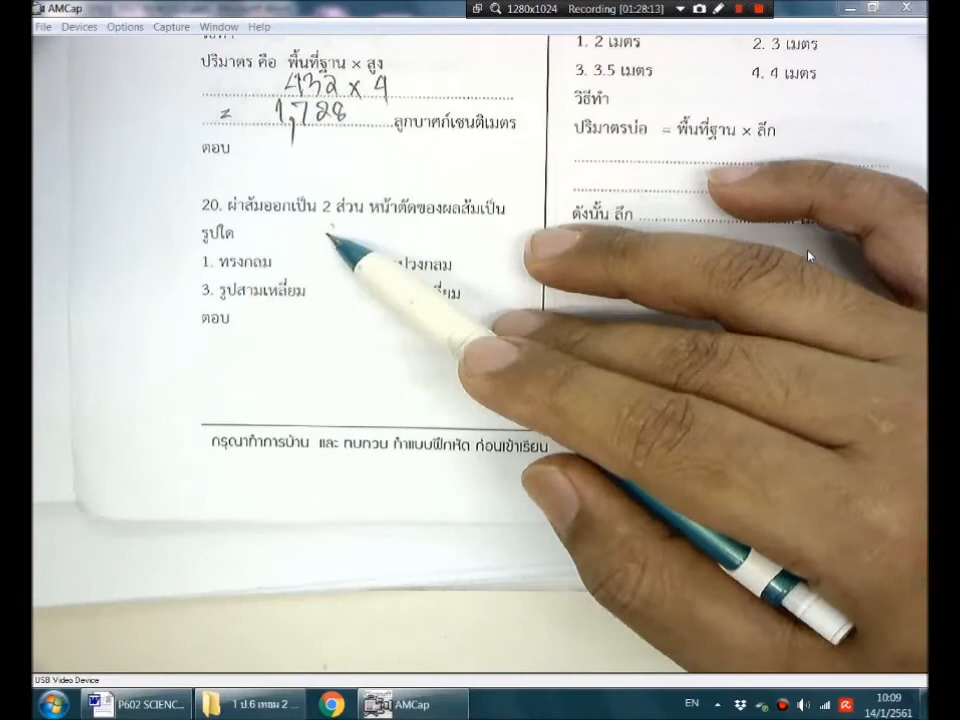 AMCap
1280x1024 Recording [01:28:13]
File Devices Options Capture Window Help
ปริมาตร คือ พื้นที่ฐาน × สูง
432 × 4
= 1,728 ลูกบาศก์เซนติเมตร
ตอบ
20. ผ่าส้มออกเป็น 2 ส่วน หน้าตัดของผลส้มเป็น
รูปใด
1. ทรงกลม
3. รูปสามเหลี่ยม
ตอบ
กรุณาทำการบ้าน และ ทบทวน ทำแบบฝึกหัด ก่อนเข้าเรียน
1. 2 เมตร 2. 3 เมตร
3. 3.5 เมตร 4. 4 เมตร
วิธีทำ
ปริมาตรบ่อ = พื้นที่ฐาน × ลึก
ดังนั้น ลึก
USB Video Device
P602 SCIENC... 1 ป.6 เทอม 2 ... AMCap
EN
10:09
14/1/2561